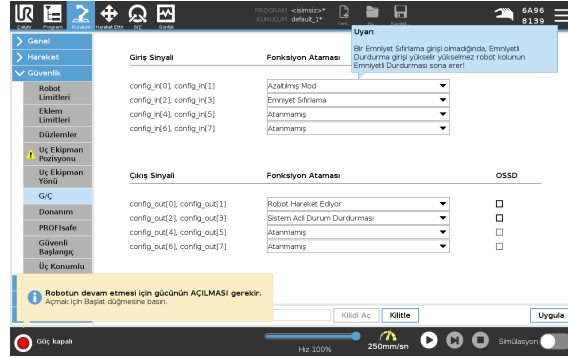 PROGRAM <isimsiz>*
KURULUM default_1*
6A96
8139
Çalıştır Program Kurulum Hareket Ettir G/Ç Günlük
Yeni... Aç... Kaydet...
Uyarı
Bir Emniyet Sıfırlama girişi olmadığında, Emniyetli
Durdurma girişi yükselir yükselmez robot kolunun
Emniyetli Durdurması sona erer!
Genel
Hareket
Güvenlik
Robot
Limitleri
Eklem
Limitleri
Düzlemler
Uç Ekipman
Pozisyonu
Uç Ekipman
Yönü
G/Ç
Donanım
PROFIsafe
Güvenli
Başlangıç
Üç Konumlu
Giriş Sinyali Fonksiyon Ataması
config_in[0], config_in[1] Azaltılmış Mod
config_in[2], config_in[3] Emniyet Sıfırlama
config_in[4], config_in[5] Atanmamış
config_in[6], config_in[7] Atanmamış
Çıkış Sinyali Fonksiyon Ataması OSSD
config_out[0], config_out[1] Robot Hareket Ediyor
config_out[2], config_out[3] Sistem Acil Durum Durdurması
config_out[4], config_out[5] Atanmamış
config_out[6], config_out[7] Atanmamış
Robotun devam etmesi için gücünün AÇILMASI gerekir.
Açmak için Başlat düğmesine basın.
Kilidi Aç Kilitle Uygula
Güç kapalı
Hız 100%
250mm/sn
Simülasyon